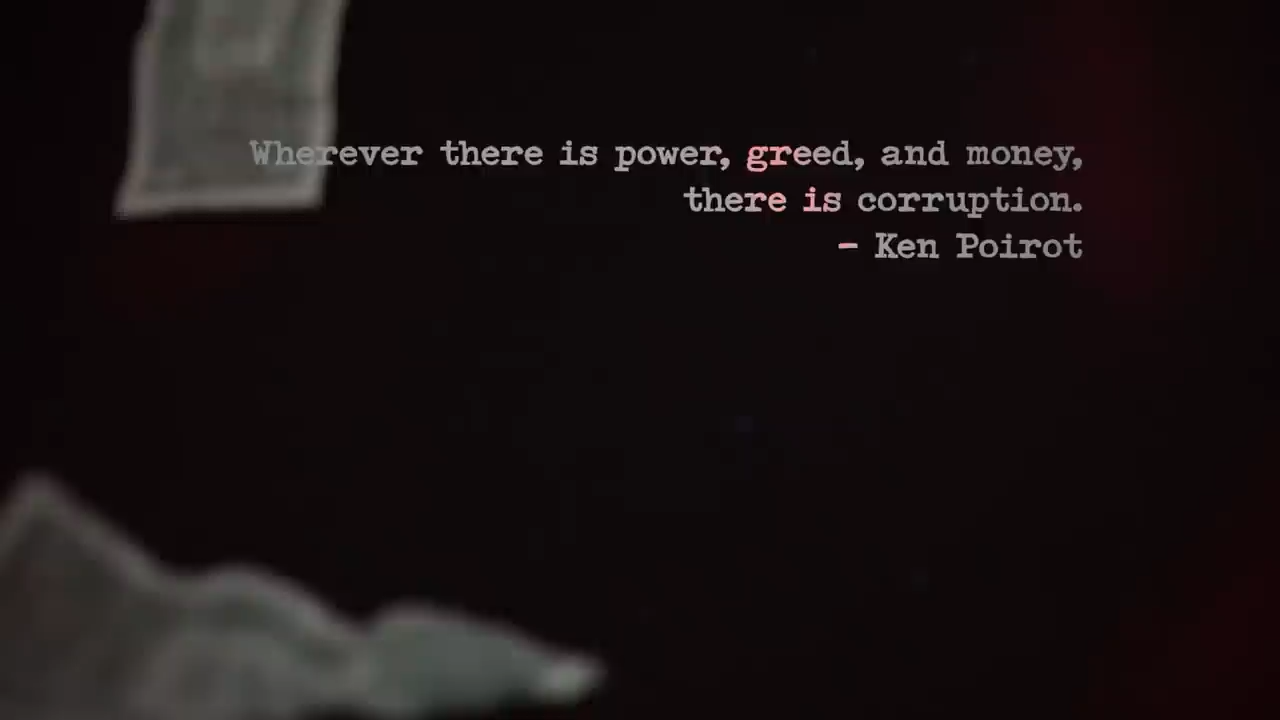 Wherever there is power, greed, and money,
there is corruption.
- Ken Poirot